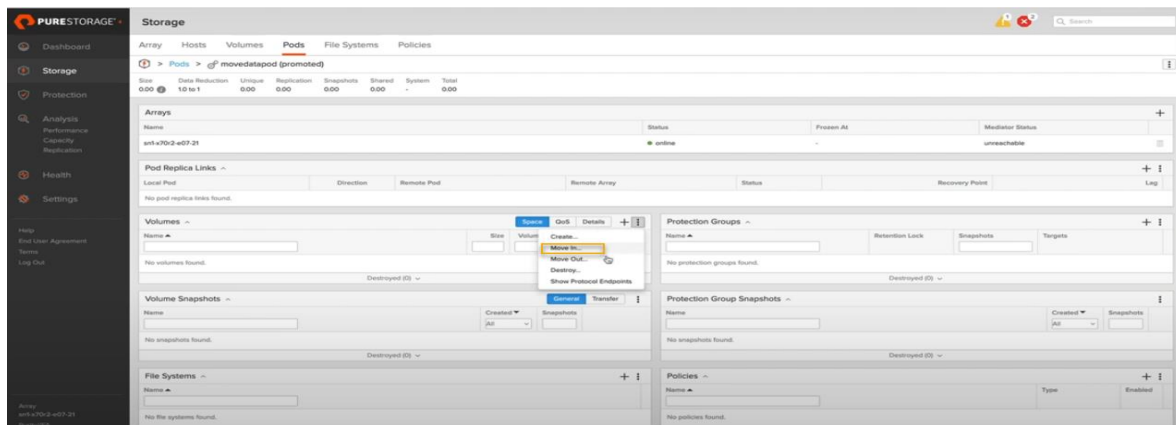 PURESTORAGE
Storage
1
2
Search
Dashboard
Storage
Protection
Analysis
Performance
Capacity
Replication
Health
Settings
Help
End User Agreement
Terms
Log Out
Array
sn1-x70r2-e07-21
Array Hosts Volumes Pods File Systems Policies
> Pods > movedatapod (promoted)
Size Data Reduction Unique Replication Snapshots Shared System Total
0.00 1.0 to 1 0.00 0.00 0.00 0.00 - 0.00
Arrays
Name Status Frozen At Mediator Status
sn1-x70r2-e07-21 online - unreachable
Pod Replica Links
Local Pod Direction Remote Pod Remote Array Status Recovery Point Lag
No pod replica links found.
Volumes Space QoS Details
Name Size Volum
No volumes found.
Destroyed (0)
Create...
Move In...
Move Out...
Destroy...
Show Protocol Endpoints
Protection Groups
Name Retention Lock Snapshots Targets
No protection groups found.
Destroyed (0)
Volume Snapshots General Transfer
Name Created Snapshots
All
No snapshots found.
Destroyed (0)
Protection Group Snapshots
Name Created Snapshots
All
No snapshots found.
Destroyed (0)
File Systems
Name
No file systems found.
Policies
Name Type Enabled
No policies found.